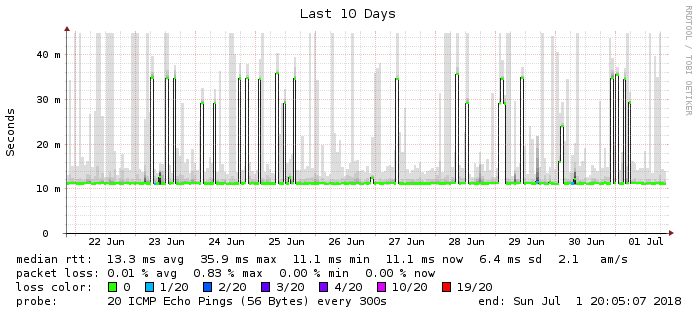 Last 10 Days
RRDTOOL / TOBI OETIKER
Seconds
40 m
30 m
20 m
10 m
0
22 Jun 23 Jun 24 Jun 25 Jun 26 Jun 27 Jun 28 Jun 29 Jun 30 Jun 01 Jul
median rtt: 13.3 ms avg 35.9 ms max 11.1 ms min 11.1 ms now 6.4 ms sd 2.1 am/s
packet loss: 0.01 % avg 0.83 % max 0.00 % min 0.00 % now
loss color: 0 1/20 2/20 3/20 4/20 10/20 19/20
probe: 20 ICMP Echo Pings (56 Bytes) every 300s end: Sun Jul 1 20:05:07 2018